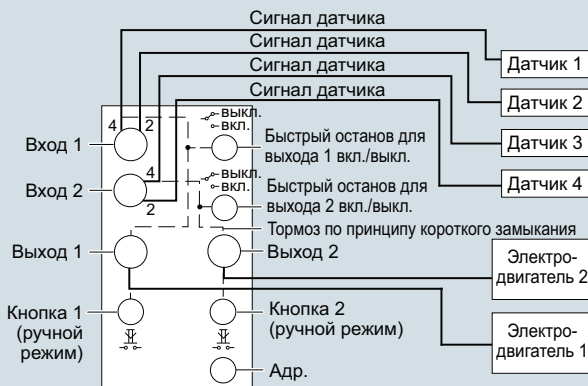 Сигнал датчика
Сигнал датчика
Сигнал датчика
Сигнал датчика
Датчик 1
Датчик 2
Датчик 3
Датчик 4
4
2
выкл.
вкл.
Вход 1
Быстрый останов для
выхода 1 вкл./выкл.
4
2
выкл.
вкл.
Вход 2
Быстрый останов для
выхода 2 вкл./выкл.
Тормоз по принципу короткого замыкания
Выход 1
Выход 2
Электро-
двигатель 2
Кнопка 1
(ручной
режим)
Кнопка 2
(ручной режим)
Электро-
двигатель 1
Адр.